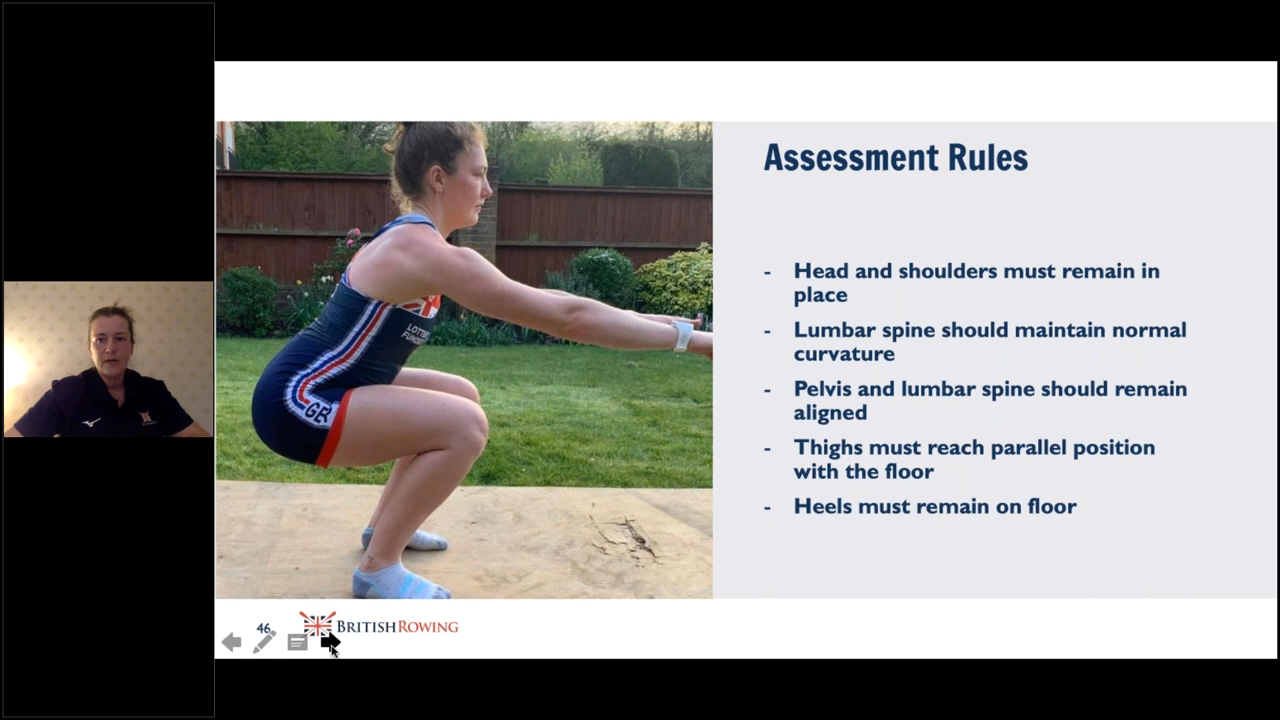 Assessment Rules
- Head and shoulders must remain in
place
- Lumbar spine should maintain normal
curvature
- Pelvis and lumbar spine should remain
aligned
- Thighs must reach parallel position
with the floor
- Heels must remain on floor
GB
46
BRITISH ROWING